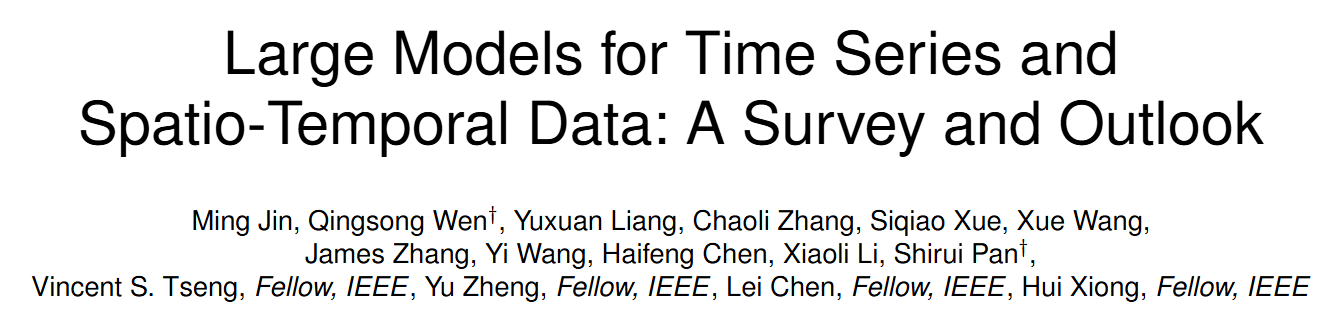 Large Models for Time Series and
Spatio-Temporal Data: A Survey and Outlook
Ming Jin, Qingsong Wen†, Yuxuan Liang, Chaoli Zhang, Siqiao Xue, Xue Wang,
James Zhang, Yi Wang, Haifeng Chen, Xiaoli Li, Shirui Pan†,
Vincent S. Tseng, Fellow, IEEE, Yu Zheng, Fellow, IEEE, Lei Chen, Fellow, IEEE, Hui Xiong, Fellow, IEEE